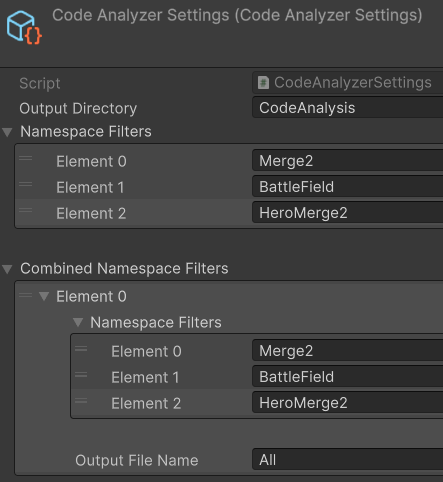 Code Analyzer Settings (Code Analyzer Settings)
Script CodeAnalyzerSettings
Output Directory CodeAnalysis
Namespace Filters
Element 0 Merge2
Element 1 BattleField
Element 2 HeroMerge2
Combined Namespace Filters
Element 0
Namespace Filters
Element 0 Merge2
Element 1 BattleField
Element 2 HeroMerge2
Output File Name All